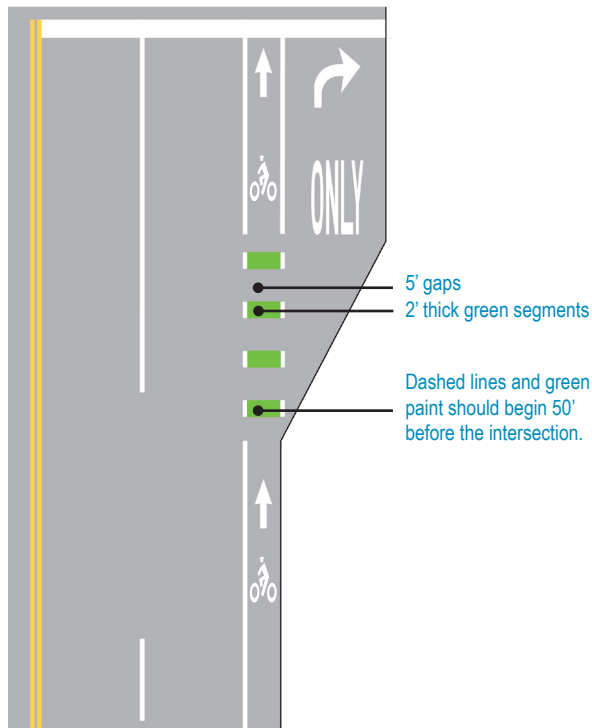 ONLY
5’ gaps
2’ thick green segments
Dashed lines and green
paint should begin 50’
before the intersection.